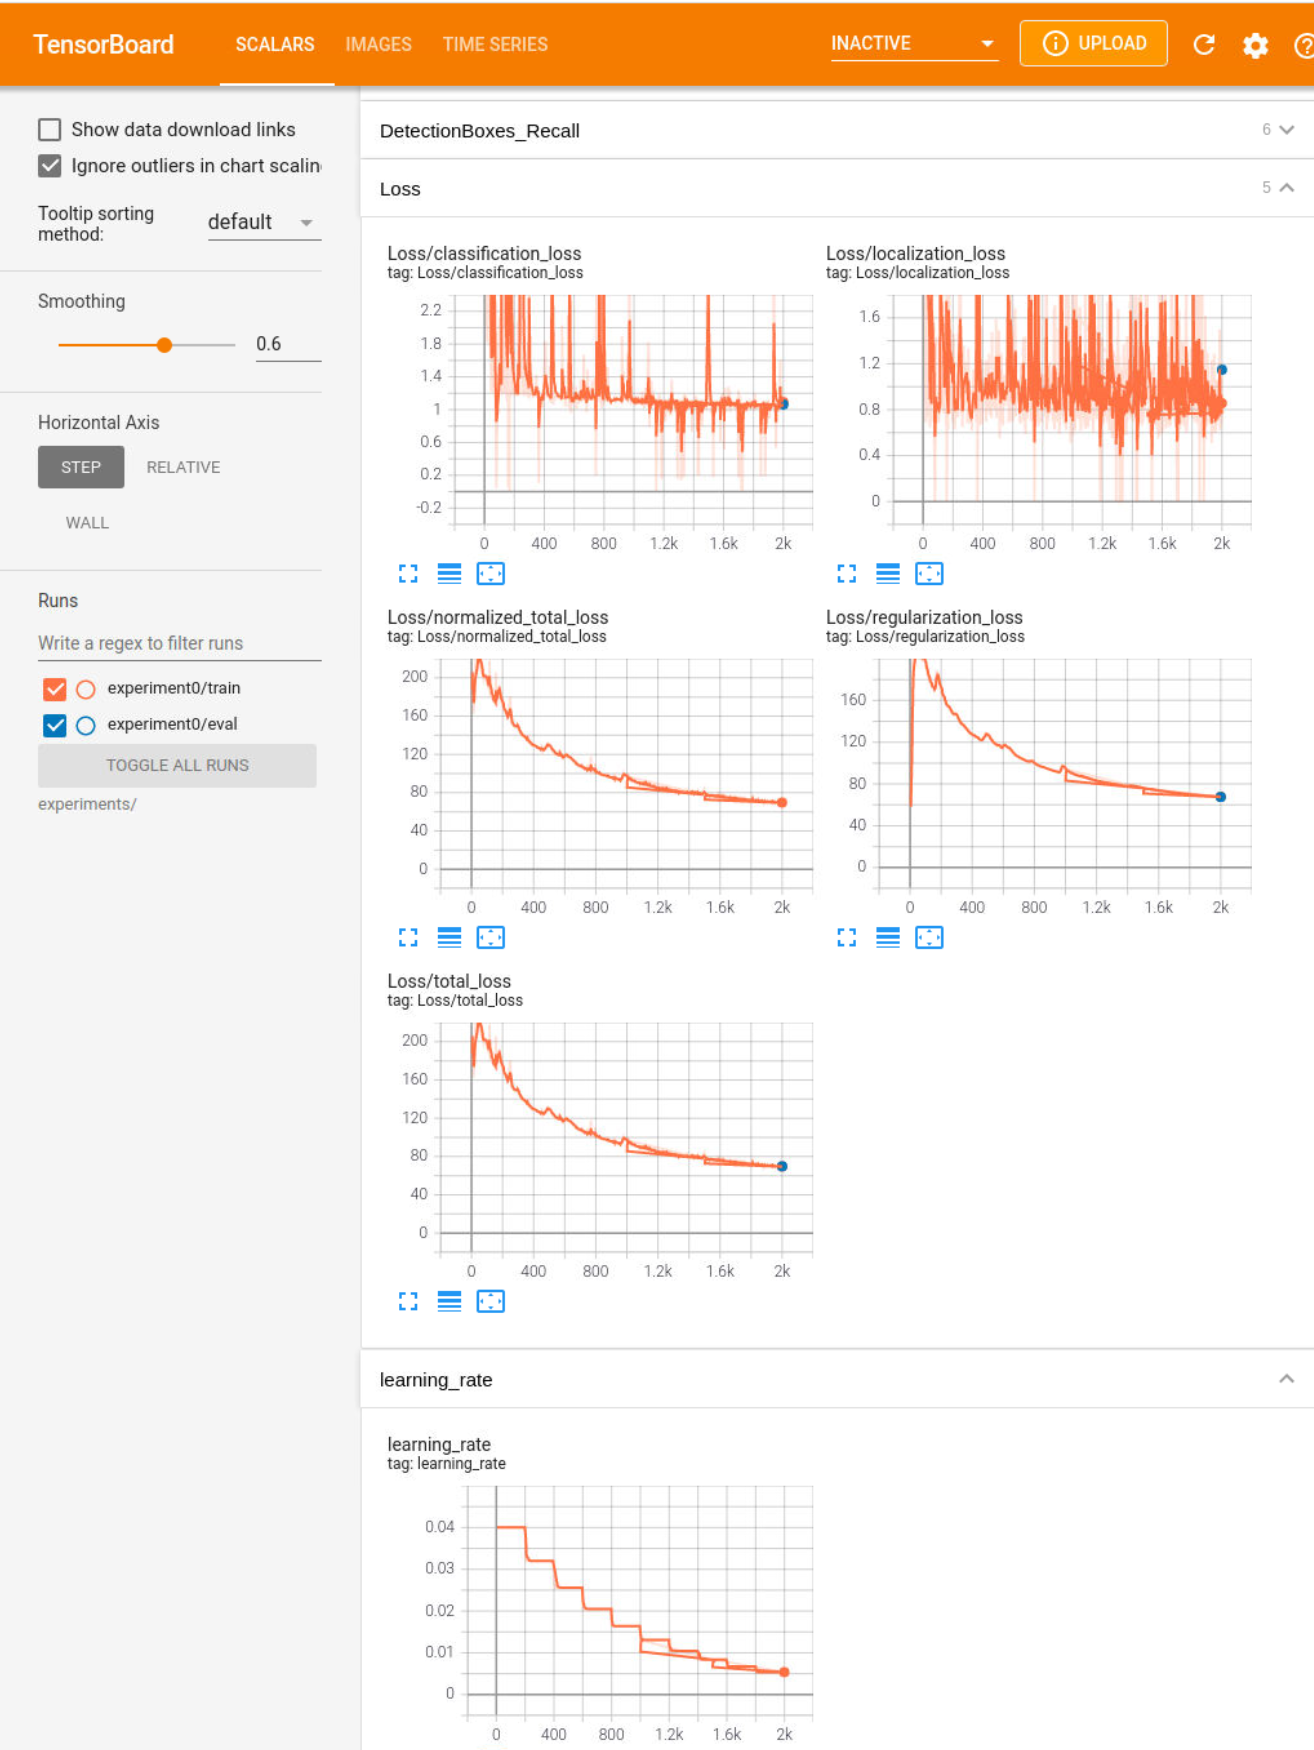 TensorBoard SCALARS IMAGES TIME SERIES INACTIVE UPLOAD
Show data download links
Ignore outliers in chart scalin
Tooltip sorting
method:
default
Smoothing
0.6
Horizontal Axis
STEP RELATIVE
WALL
Runs
Write a regex to filter runs
experiment0/train
experiment0/eval
TOGGLE ALL RUNS
experiments/
DetectionBoxes_Recall 6
Loss 5
Loss/classification_loss
tag: Loss/classification_loss
2.2
1.8
1.4
1
0.6
0.2
-0.2
0 400 800 1.2k 1.6k 2k
Loss/localization_loss
tag: Loss/localization_loss
1.6
1.2
0.8
0.4
0
0 400 800 1.2k 1.6k 2k
Loss/normalized_total_loss
tag: Loss/normalized_total_loss
200
160
120
80
40
0
0 400 800 1.2k 1.6k 2k
Loss/regularization_loss
tag: Loss/regularization_loss
160
120
80
40
0
0 400 800 1.2k 1.6k 2k
Loss/total_loss
tag: Loss/total_loss
200
160
120
80
40
0
0 400 800 1.2k 1.6k 2k
learning_rate
learning_rate
tag: learning_rate
0.04
0.03
0.02
0.01
0
0 400 800 1.2k 1.6k 2k